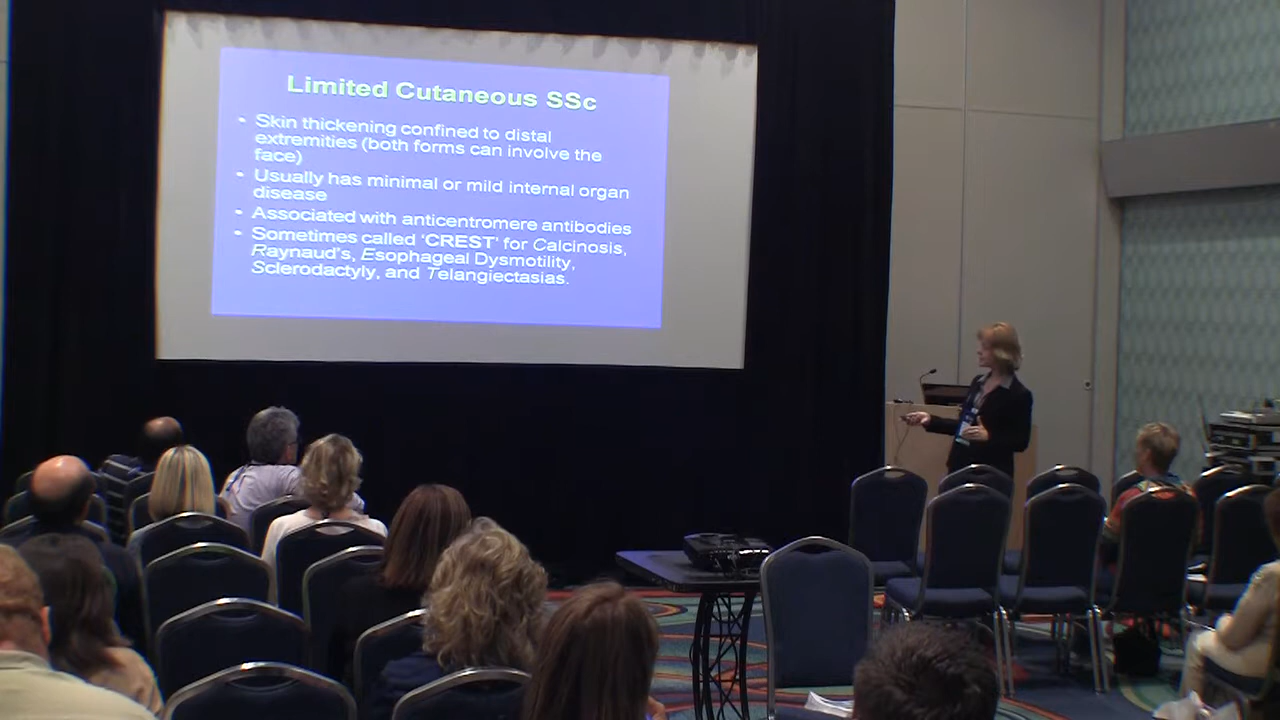 Limited Cutaneous SSc
• Skin thickening confined to distal
extremities (both forms can involve the
face)
• Usually has minimal or mild internal organ
disease
• Associated with anticentromere antibodies
• Sometimes called 'CREST' for Calcinosis,
Raynaud's, Esophageal Dysmotility,
Sclerodactyly, and Telangiectasias.